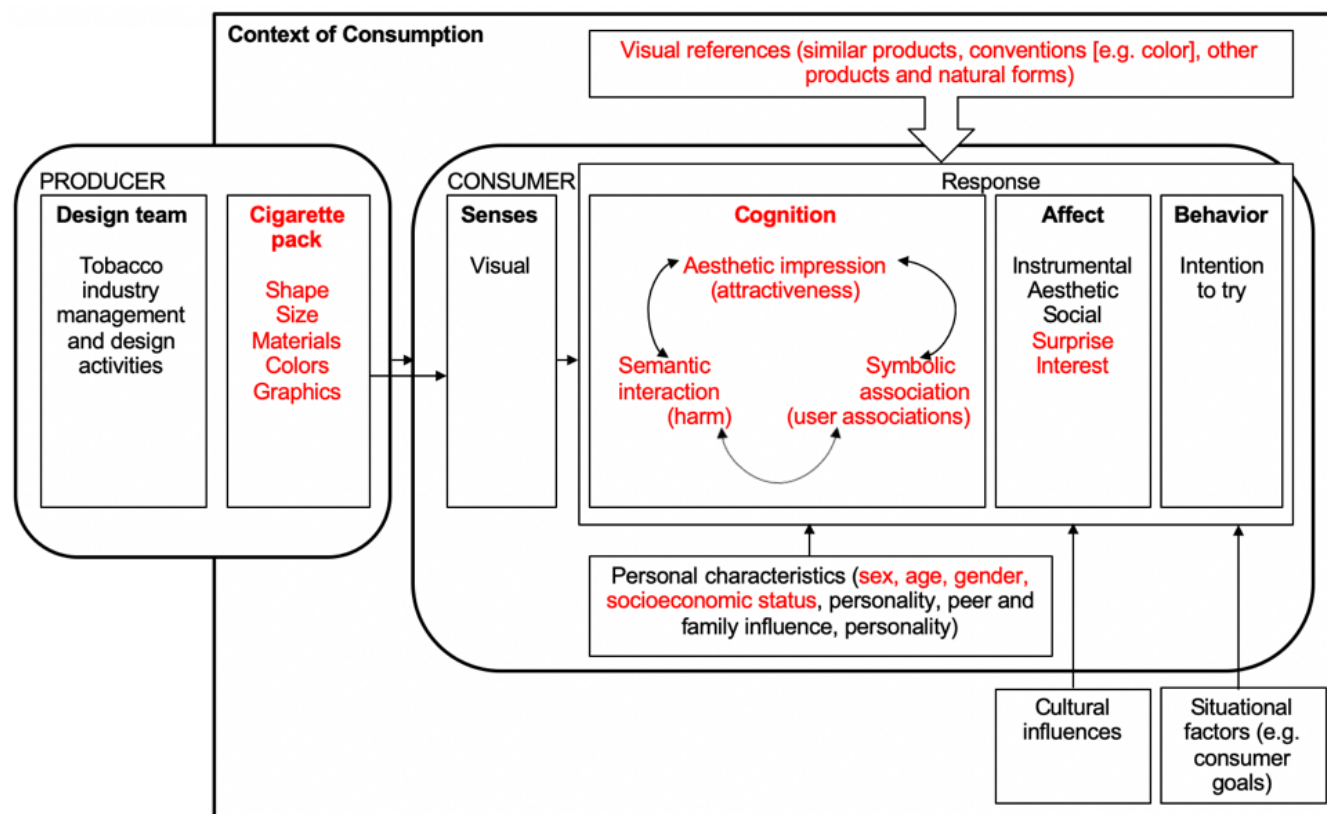 Context of Consumption
Visual references (similar products, conventions [e.g. color], other
products and natural forms)
PRODUCER
Design team
Tobacco
industry
management
and design
activities
Cigarette
pack
Shape
Size
Materials
Colors
Graphics
CONSUMER
Senses
Visual
Response
Cognition
Aesthetic impression
(attractiveness)
Semantic
interaction
(harm)
Symbolic
association
(user associations)
Affect
Instrumental
Aesthetic
Social
Surprise
Interest
Behavior
Intention
to try
Personal characteristics (sex, age, gender,
socioeconomic status, personality, peer and
family influence, personality)
Cultural
influences
Situational
factors (e.g.
consumer
goals)